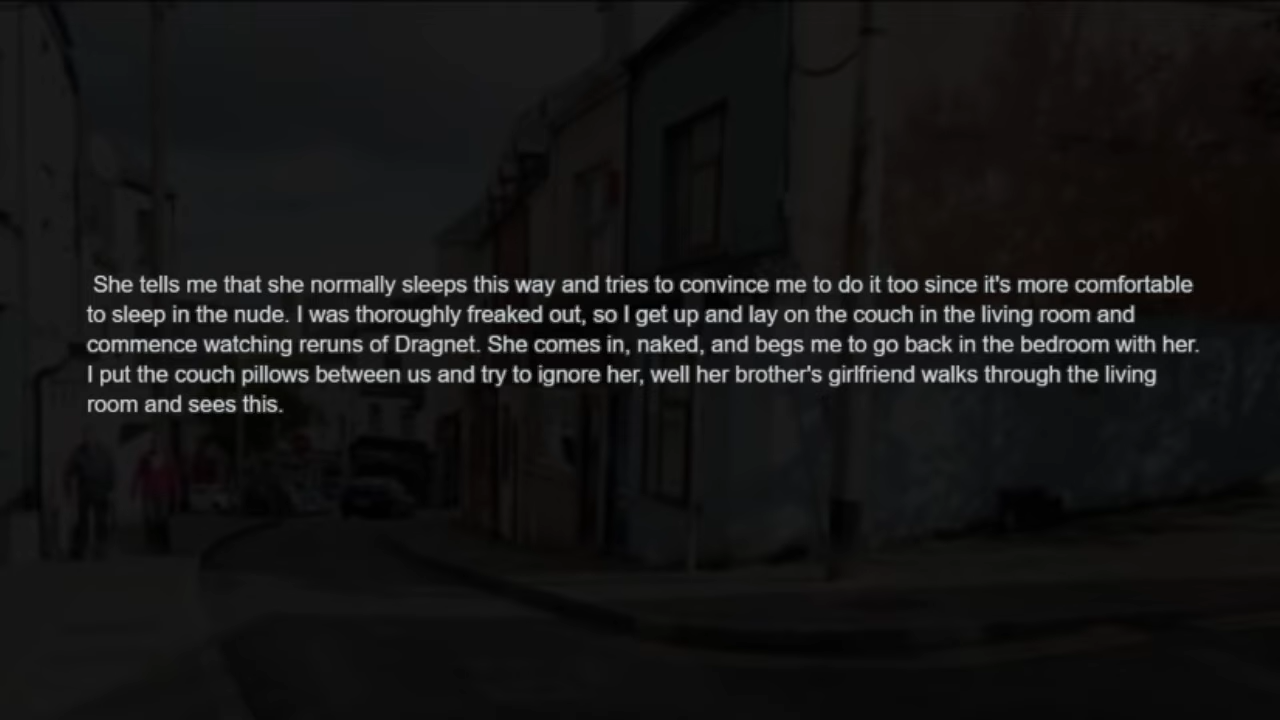 She tells me that she normally sleeps this way and tries to convince me to do it too since it's more comfortable
to sleep in the nude. I was thoroughly freaked out, so I get up and lay on the couch in the living room and
commence watching reruns of Dragnet. She comes in, naked, and begs me to go back in the bedroom with her.
I put the couch pillows between us and try to ignore her, well her brother's girlfriend walks through the living
room and sees this.